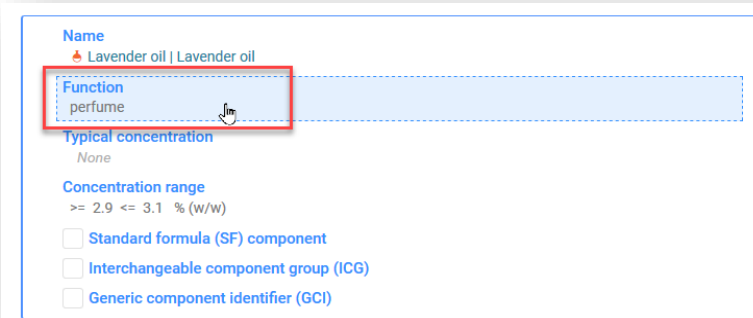 Name
Lavender oil | Lavender oil
Function
perfume
Typical concentration
None
Concentration range
>= 2.9 <= 3.1 % (w/w)
Standard formula (SF) component
Interchangeable component group (ICG)
Generic component identifier (GCI)